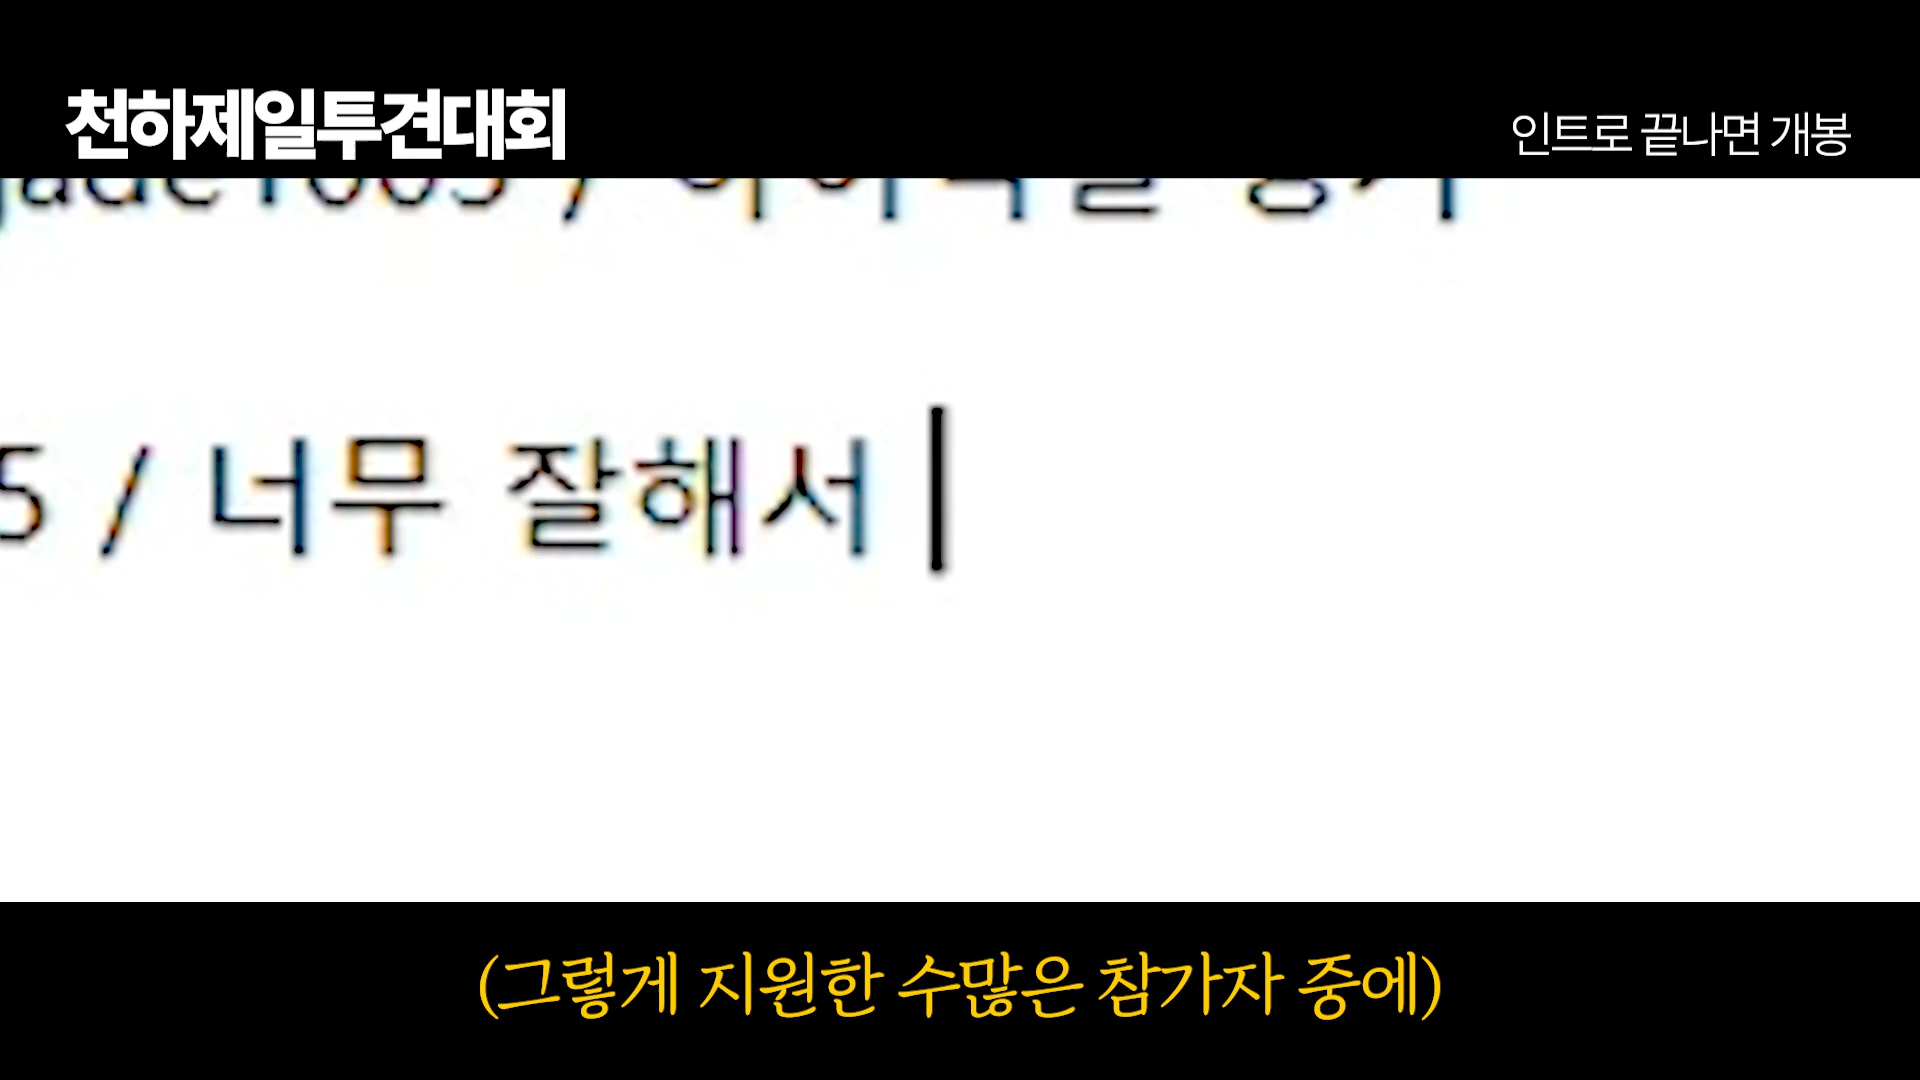 천하제일투견대회
인트로 끝나면 개봉
5 / 너무 잘해서
(그렇게 지원한 수많은 참가자 중에)